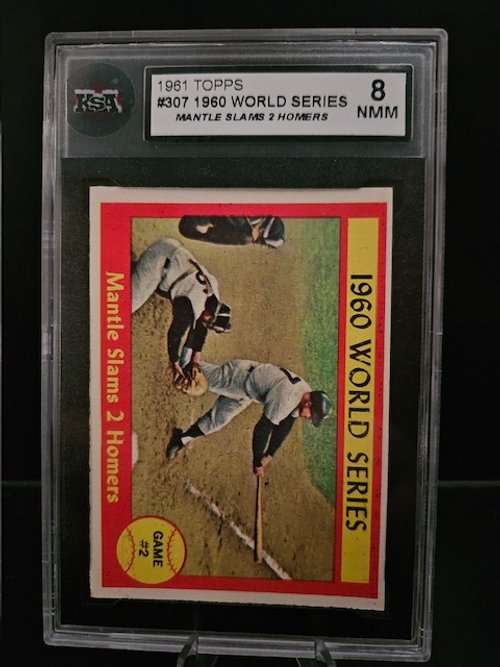 KSA
1961 TOPPS
#307 1960 WORLD SERIES
MANTLE SLAMS 2 HOMERS
8
NMM
1960 WORLD SERIES
Mantle Slams 2 Homers
GAME
#2